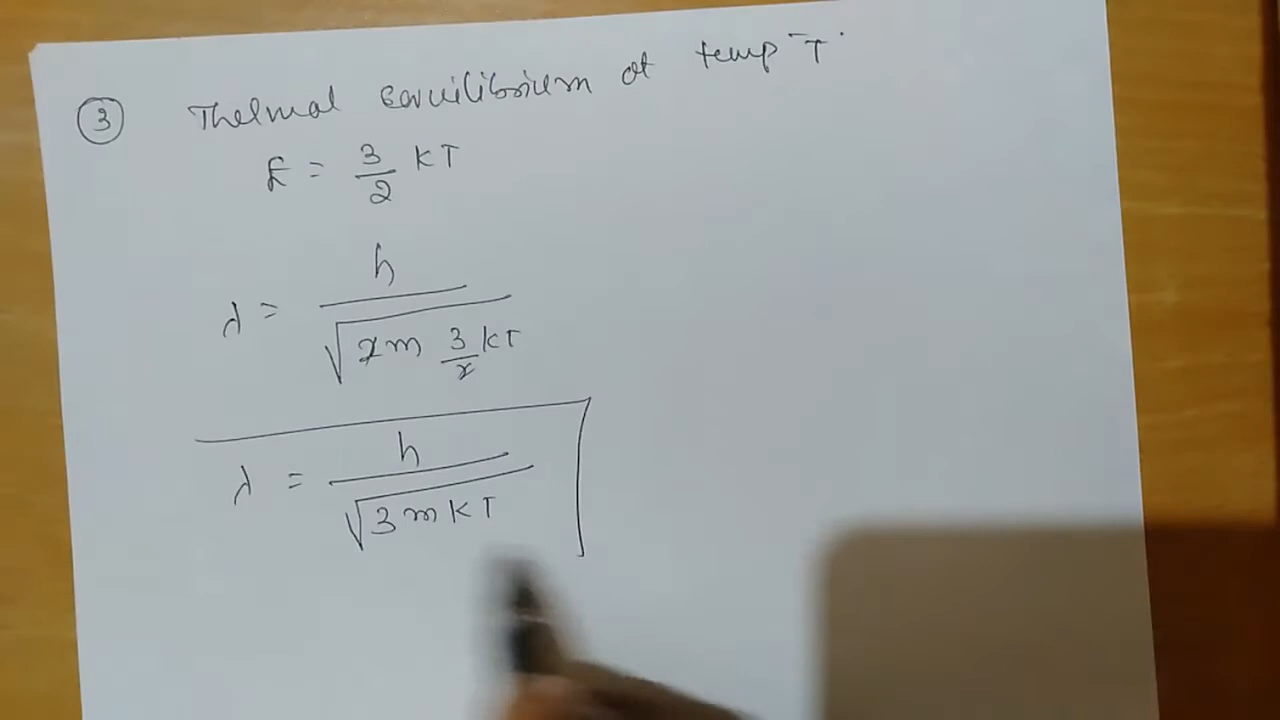 ③ Thermal equilibrium at temp 'T'
E = 3/2 KT
λ = h / √(2m 3/2 KT)
λ = h / √(3mKT)